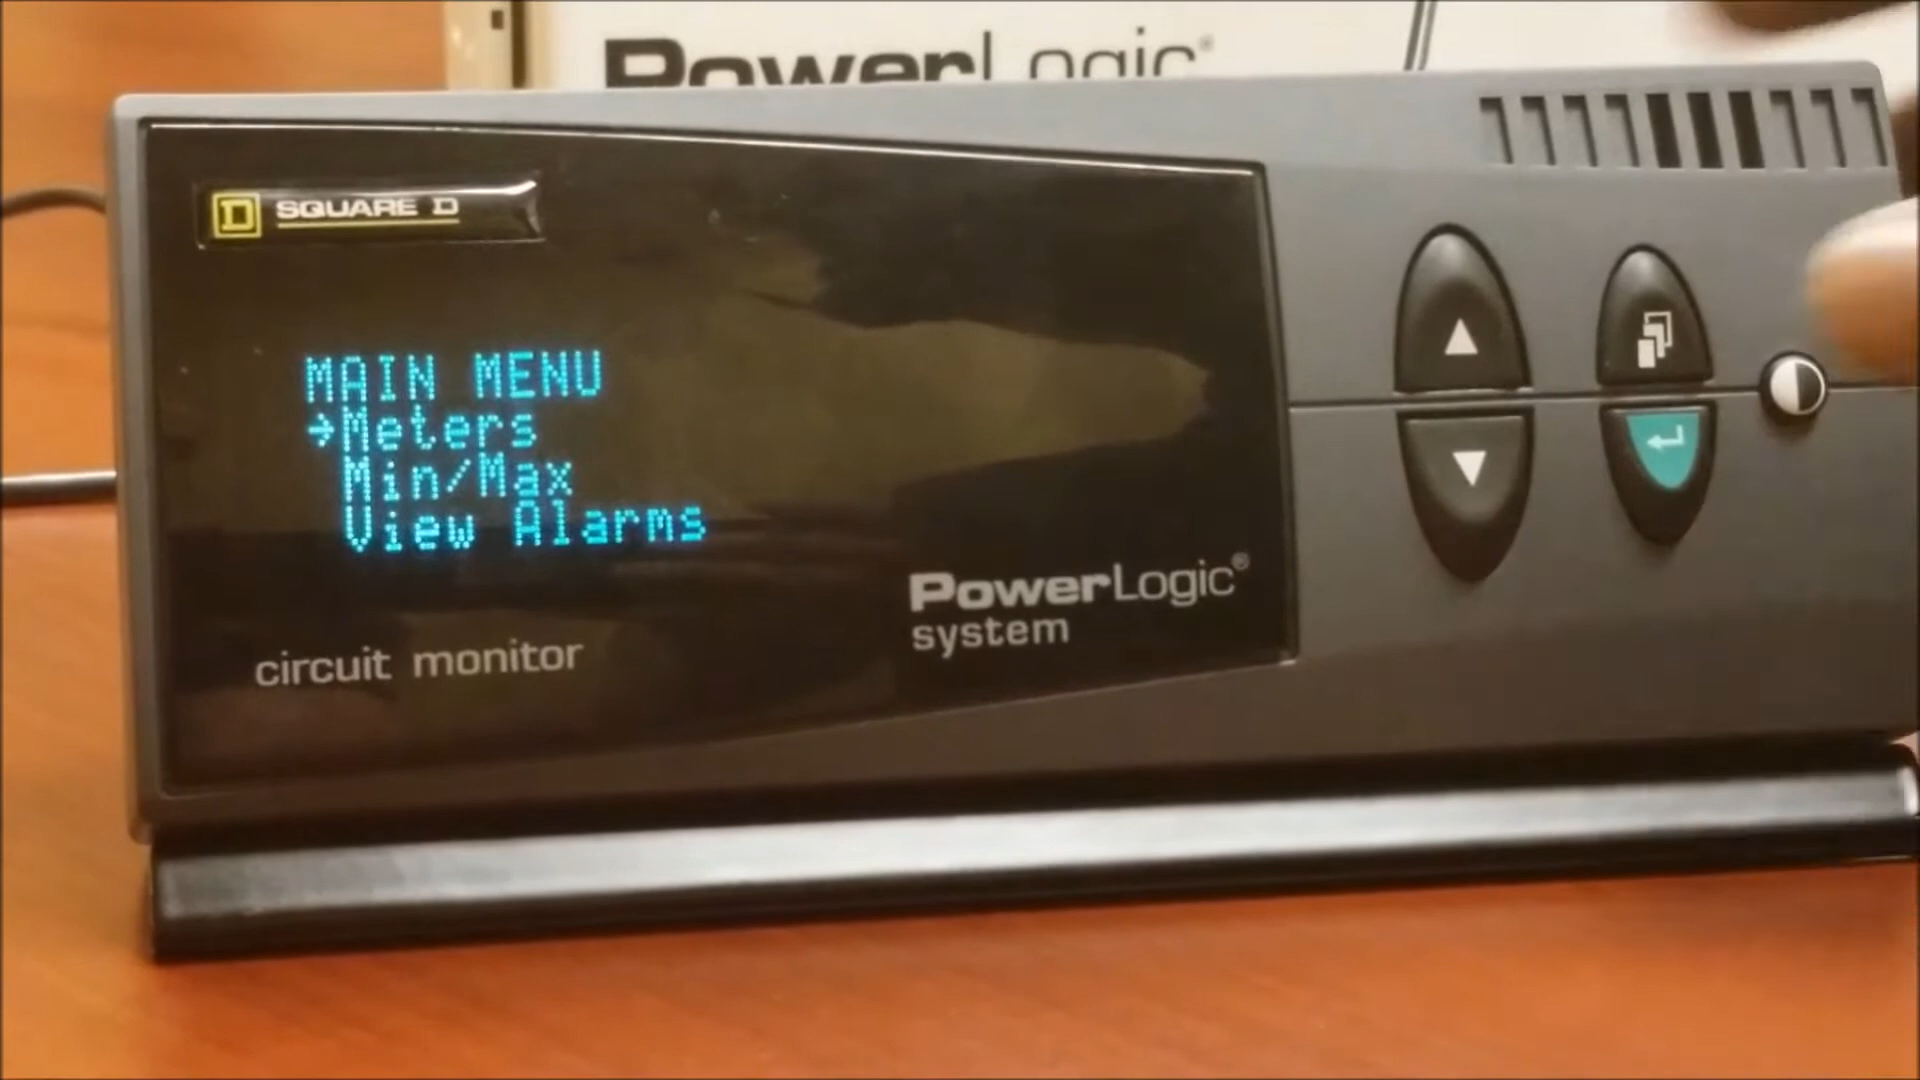 PowerLogic®
D SQUARE D
MAIN MENU
→Meters
Min/Max
View Alarms
PowerLogic®
system
circuit monitor